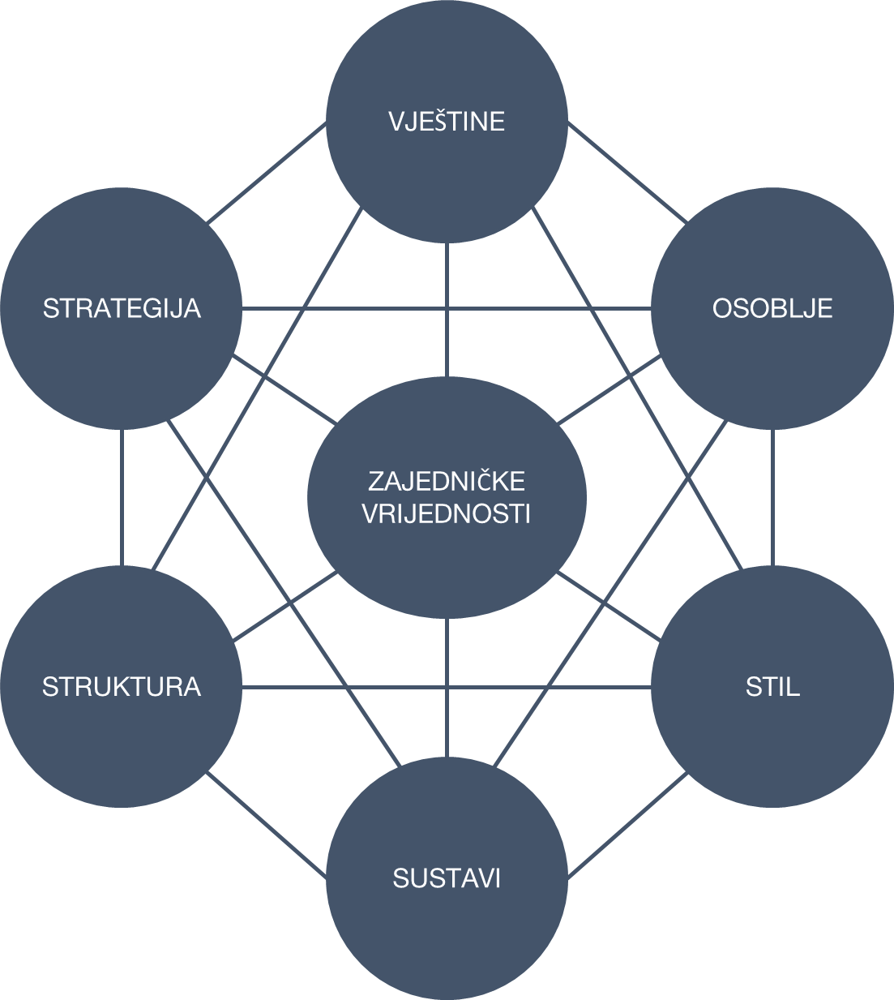 VJEŠTINE
STRATEGIJA
OSOBLJE
ZAJEDNIČKE
VRIJEDNOSTI
STRUKTURA
STIL
SUSTAVI